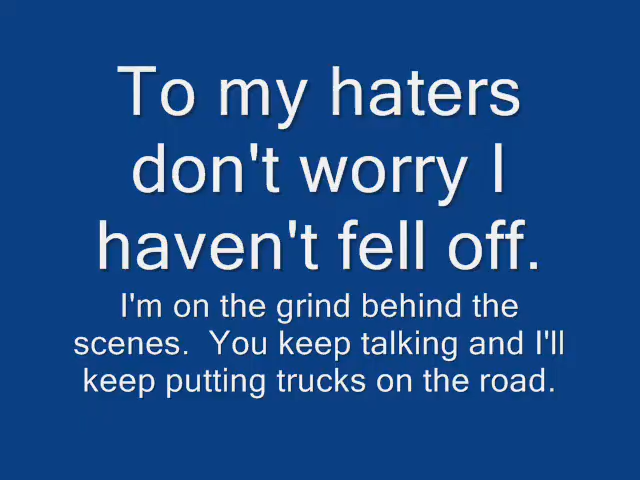 To my haters
don't worry I
haven't fell off.
I'm on the grind behind the
scenes.  You keep talking and I'll
keep putting trucks on the road.